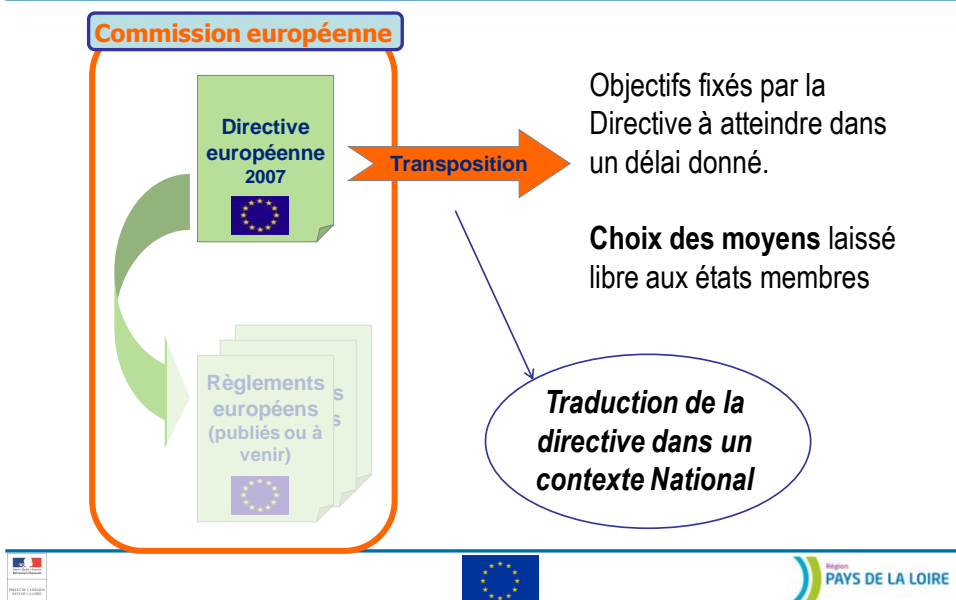 Commission européenne
Directive
européenne
2007
Transposition
Objectifs fixés par la
Directive à atteindre dans
un délai donné.
Choix des moyens laissé
libre aux états membres
Règlements
européens
(publiés ou à
venir)
s
s
Traduction de la
directive dans un
contexte National
Région
PAYS DE LA LOIRE